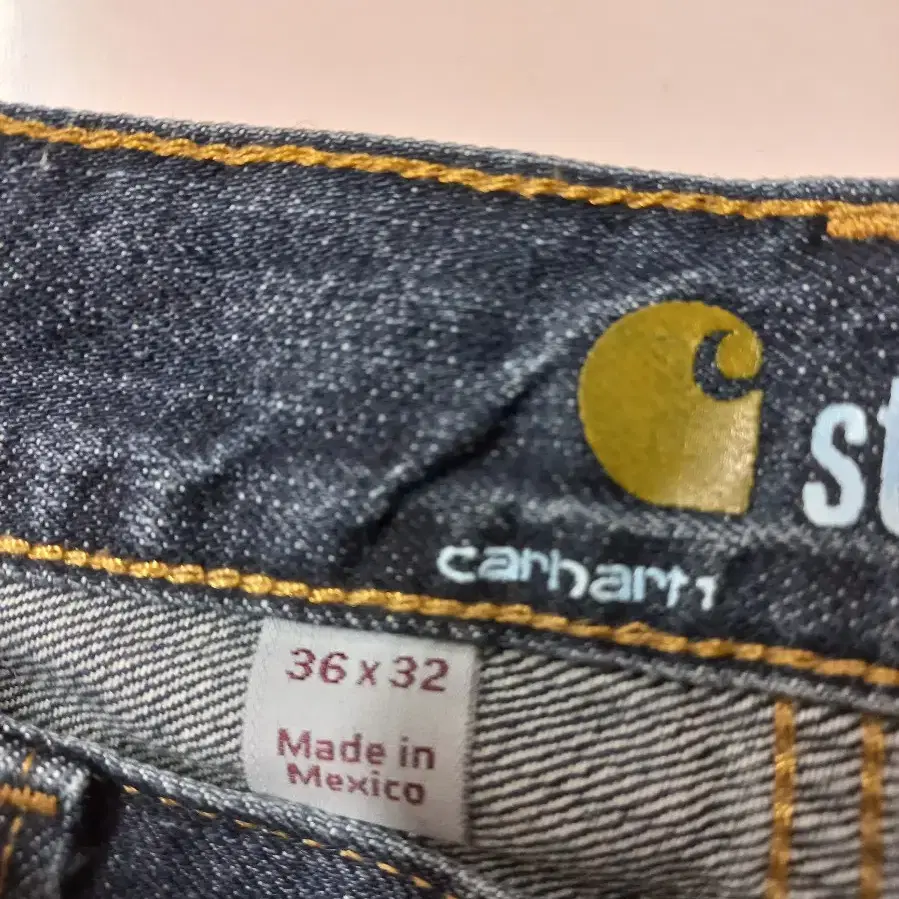 carhartt
36 x 32
Made in
Mexico